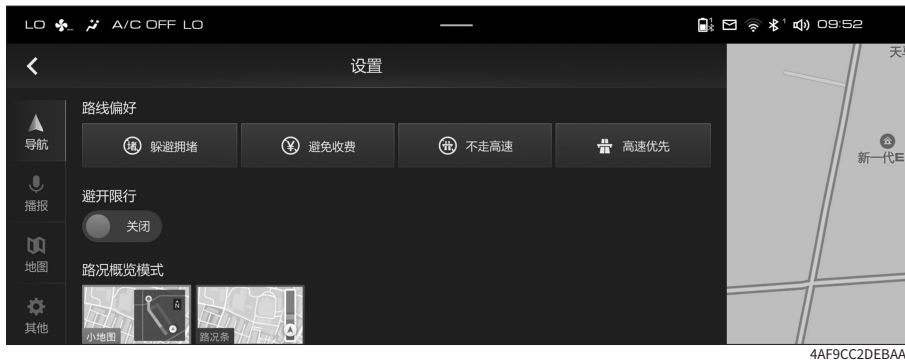 LO A/C OFF LO
1 1 09:52
设置
路线偏好
导航
播报
地图
其他
躲避拥堵 避免收费 不走高速 高速优先
避开限行
关闭
路况概览模式
小地图 路况条
N
新一代E
4AF9CC2DEBAA